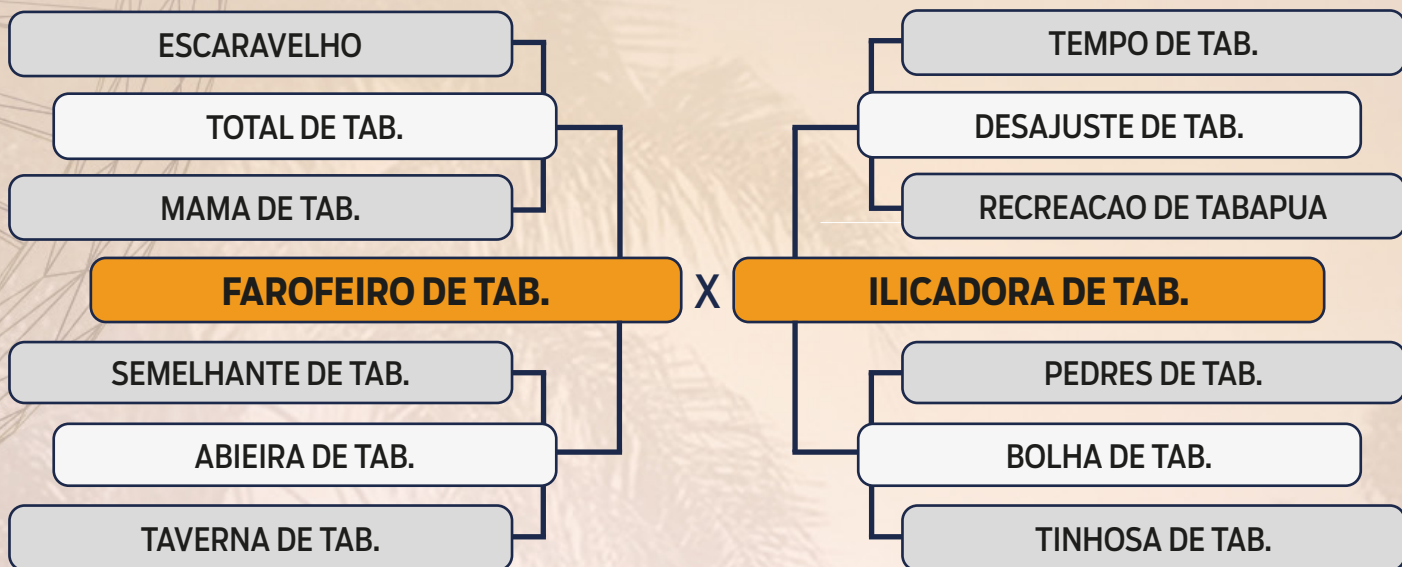 ESCARAVELHO
TOTAL DE TAB.
MAMA DE TAB.
FAROFEIRO DE TAB.
SEMELHANTE DE TAB.
ABIEIRA DE TAB.
TAVERNA DE TAB.
X
TEMPO DE TAB.
DESAJUSTE DE TAB.
RECREACAO DE TABAPUA
ILICADORA DE TAB.
PEDRES DE TAB.
BOLHA DE TAB.
TINHOSA DE TAB.